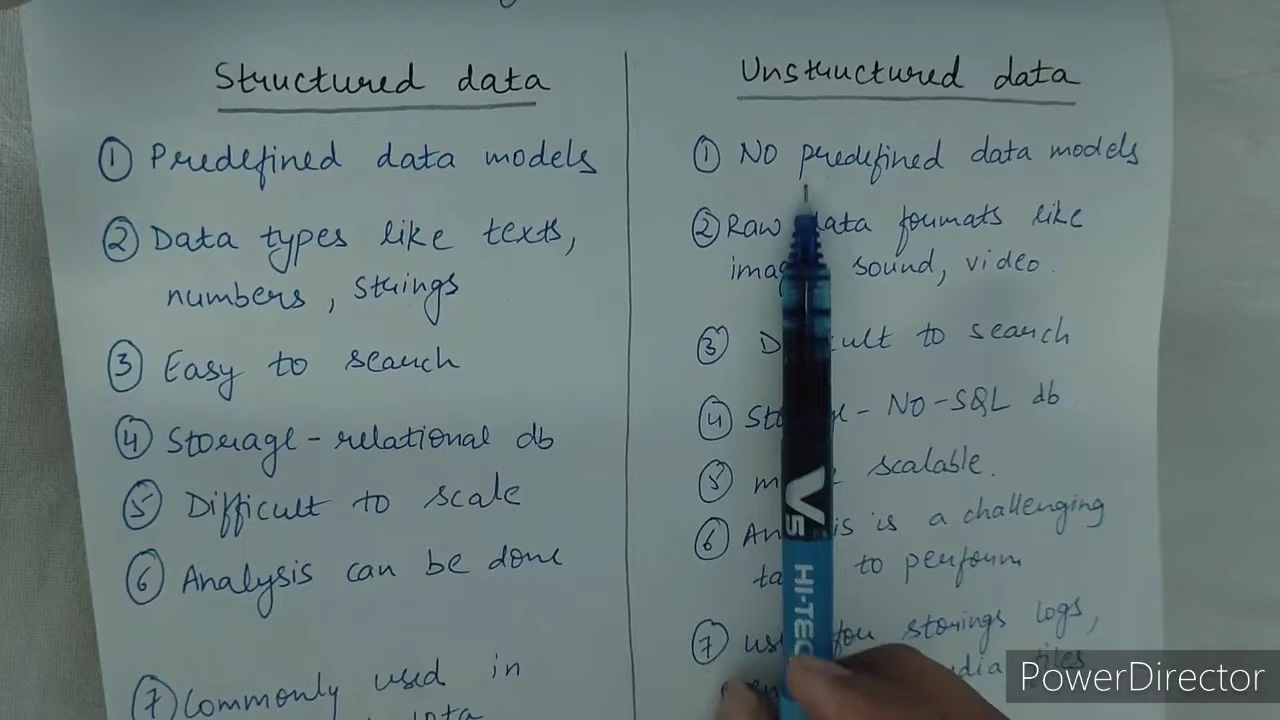 Structured data
① Predefined data models
② Data types like texts,
numbers, strings
③ Easy to search
④ Storage - relational db
⑤ Difficult to scale
⑥ Analysis can be done
⑦ Commonly used in
Unstructured data
① NO predefined data models
② Raw data formats like
sound, video.
③ to search
④ - NO-SQL db
⑤ scalable.
⑥ is a challenging
to perform
⑦ for storings logs,
V5
HI-TEC
PowerDirector